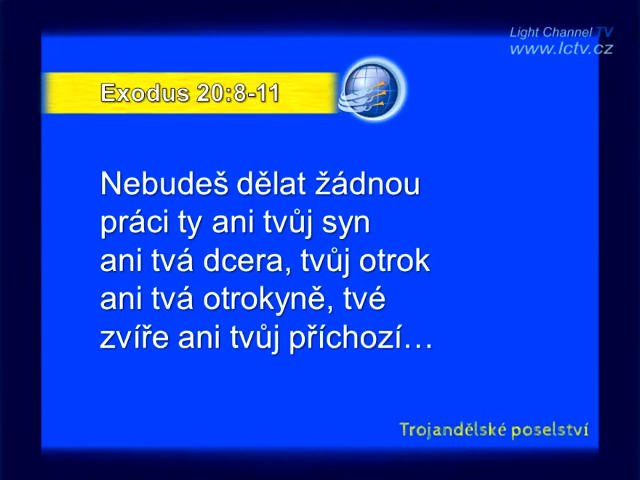 Light Channel TV
www.lctv.cz
Exodus 20:8-11
Nebudeš dělat žádnou
práci ty ani tvůj syn
ani tvá dcera, tvůj otrok
ani tvá otrokyně, tvé
zvíře ani tvůj příchozí…
Trojandělské poselství